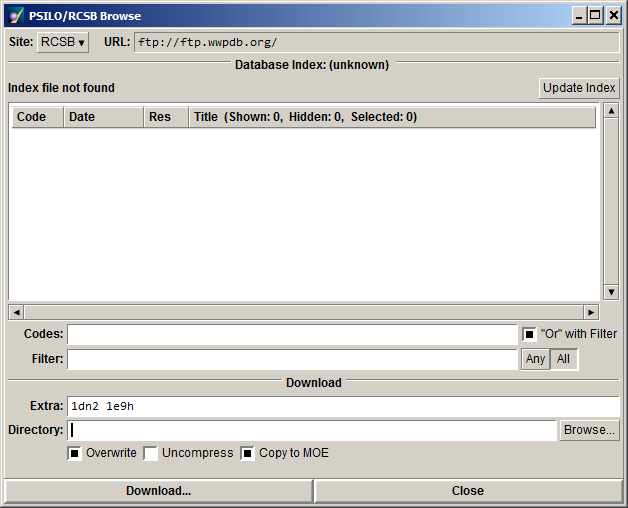 PSILO/RCSB Browse
Site: RCSB URL: ftp://ftp.wwpdb.org/
Database Index: (unknown)
Index file not found Update Index
Code Date Res Title (Shown: 0, Hidden: 0, Selected: 0)
Codes: "Or" with Filter
Filter: Any All
Download
Extra: 1dn2 1e9h
Directory: Browse...
Overwrite Uncompress Copy to MOE
Download... Close